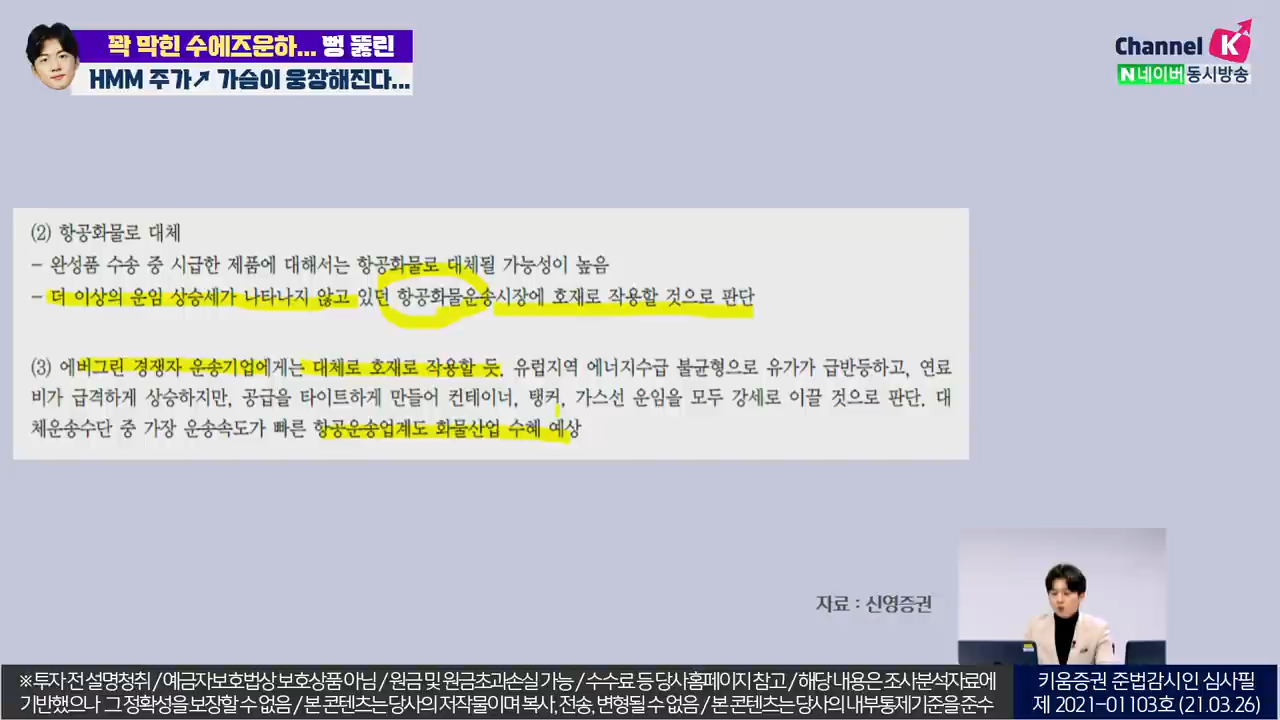 꽉 막힌 수에즈운하... 뻥 뚫린
HMM 주가↗ 가슴이 웅장해진다...
Channel K
N 네이버 동시방송
(2) 항공화물로 대체
- 완성품 수송 중 시급한 제품에 대해서는 항공화물로 대체될 가능성이 높음
- 더 이상의 운임 상승세가 나타나지 않고 있던 항공화물운송시장에 호재로 작용할 것으로 판단
(3) 에버그린 경쟁자 운송기업에게는 대체로 호재로 작용할 듯. 유럽지역 에너지수급 불균형으로 유가가 급반등하고, 연료
비가 급격하게 상승하지만, 공급을 타이트하게 만들어 컨테이너, 탱커, 가스선 운임을 모두 강세로 이끌 것으로 판단. 대
체운송수단 중 가장 운송속도가 빠른 항공운송업계도 화물산업 수혜 예상
자료 : 신영증권
※ 투자 전 설명청취 / 예금자보호법상 보호상품 아님 / 원금 및 원금초과손실 가능 / 수수료 등 당사홈페이지 참고 / 해당 내용은 조사분석자료에
기반했으나 그 정확성을 보장할 수 없음 / 본 콘텐츠는 당사의 저작물이며 복사, 전송, 변형될 수 없음 / 본 콘텐츠는 당사의 내부통제기준을 준수
키움증권 준법감시인 심사필
제 2021-01103호 (21.03.26)